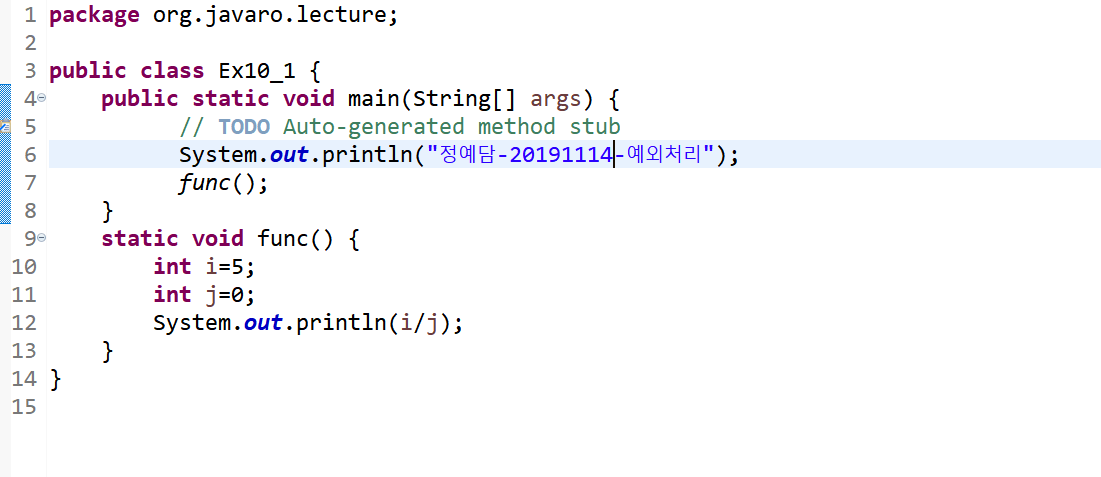 1 package org.javaro.lecture;
2
3 public class Ex10_1 {
4     public static void main(String[] args) {
5           // TODO Auto-generated method stub
6           System.out.println("정예담-20191114-예외처리");
7           func();
8     }
9     static void func() {
10         int i=5;
11         int j=0;
12         System.out.println(i/j);
13     }
14 }
15